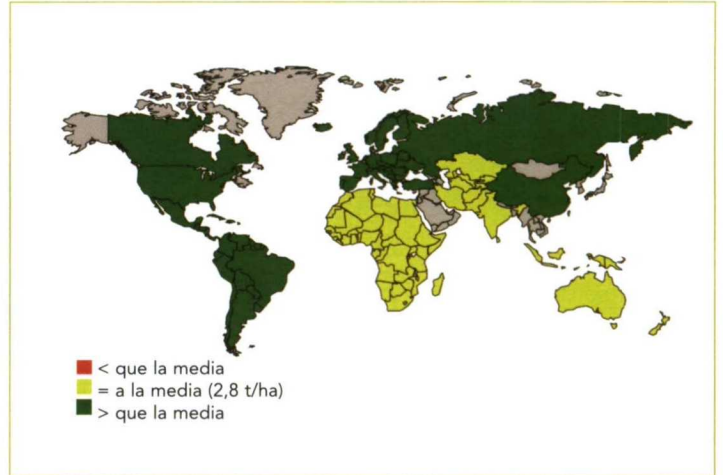 < que la media
= a la media (2,8 t/ha)
> que la media